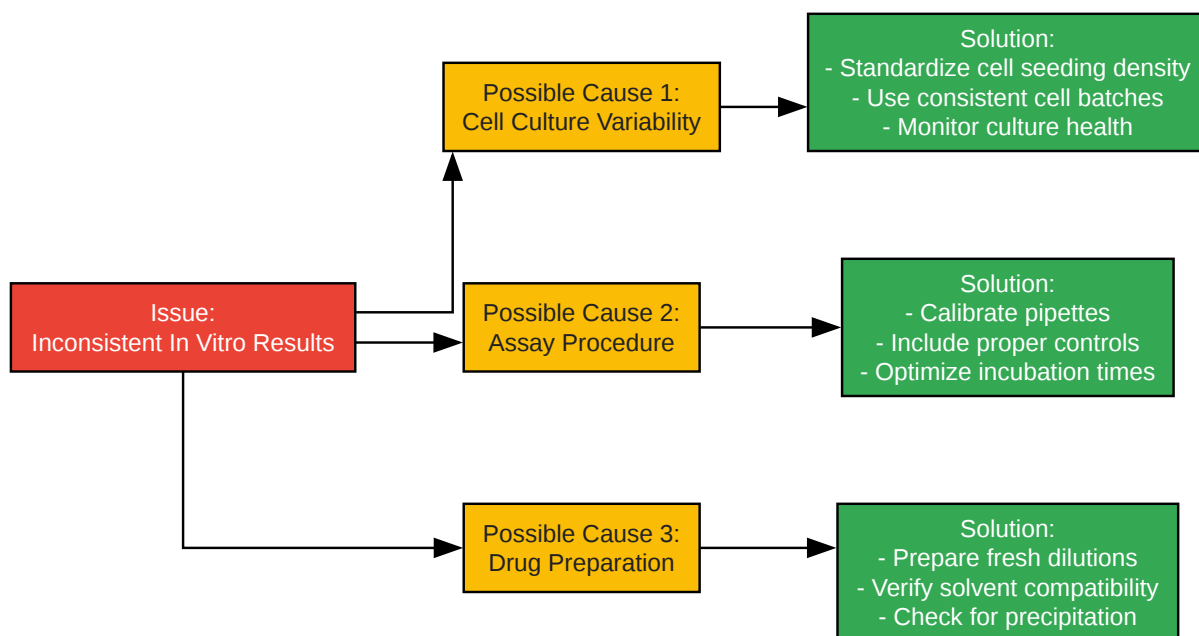 Issue:
Inconsistent In Vitro Results
Possible Cause 1:
Cell Culture Variability
Solution:
- Standardize cell seeding density
- Use consistent cell batches
- Monitor culture health
Possible Cause 2:
Assay Procedure
Solution:
- Calibrate pipettes
- Include proper controls
- Optimize incubation times
Possible Cause 3:
Drug Preparation
Solution:
- Prepare fresh dilutions
- Verify solvent compatibility
- Check for precipitation